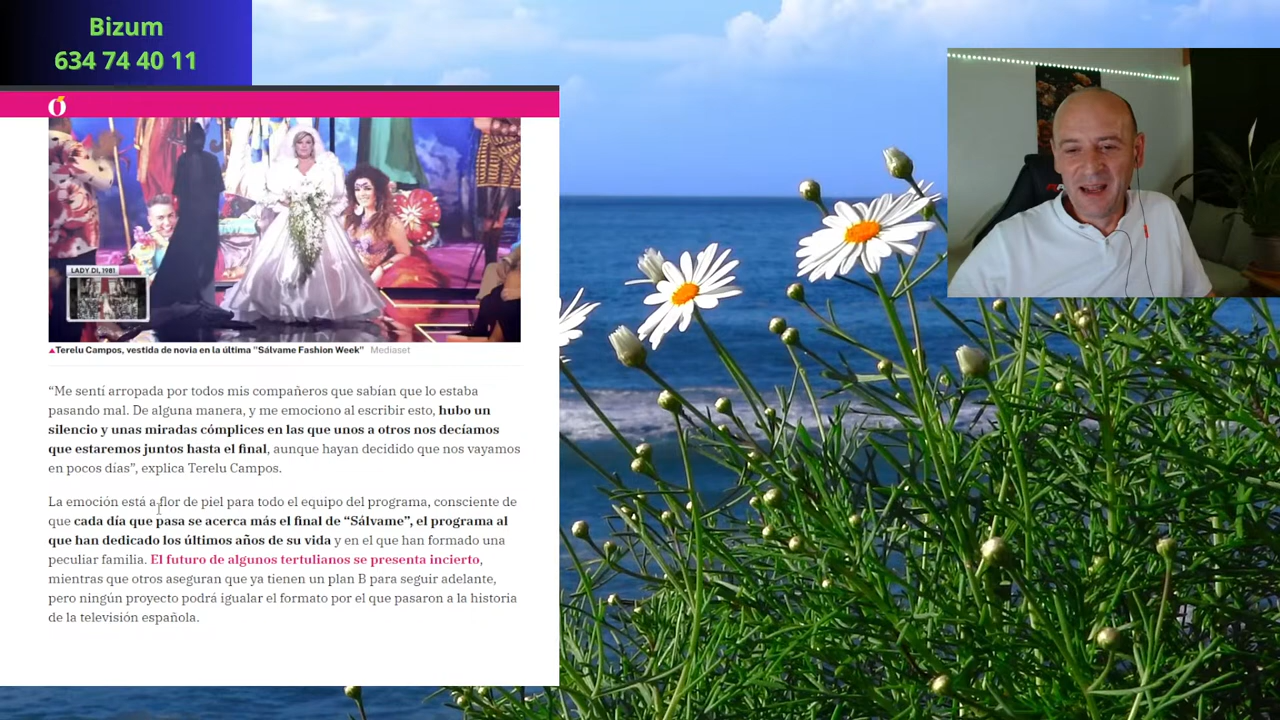 Bizum
634 74 40 11
Ó
LADY DI, 1981
▲Terelu Campos, vestida de novia en la última "Sálvame Fashion Week" Mediaset
“Me sentí arropada por todos mis compañeros que sabían que lo estaba
pasando mal. De alguna manera, y me emociono al escribir esto, hubo un
silencio y unas miradas cómplices en las que unos a otros nos decíamos
que estaremos juntos hasta el final, aunque hayan decidido que nos vayamos
en pocos días”, explica Terelu Campos.
La emoción está a flor de piel para todo el equipo del programa, consciente de
que cada día que pasa se acerca más el final de “Sálvame”, el programa al
que han dedicado los últimos años de su vida y en el que han formado una
peculiar familia. El futuro de algunos tertulianos se presenta incierto,
mientras que otros aseguran que ya tienen un plan B para seguir adelante,
pero ningún proyecto podrá igualar el formato por el que pasaron a la historia
de la televisión española.